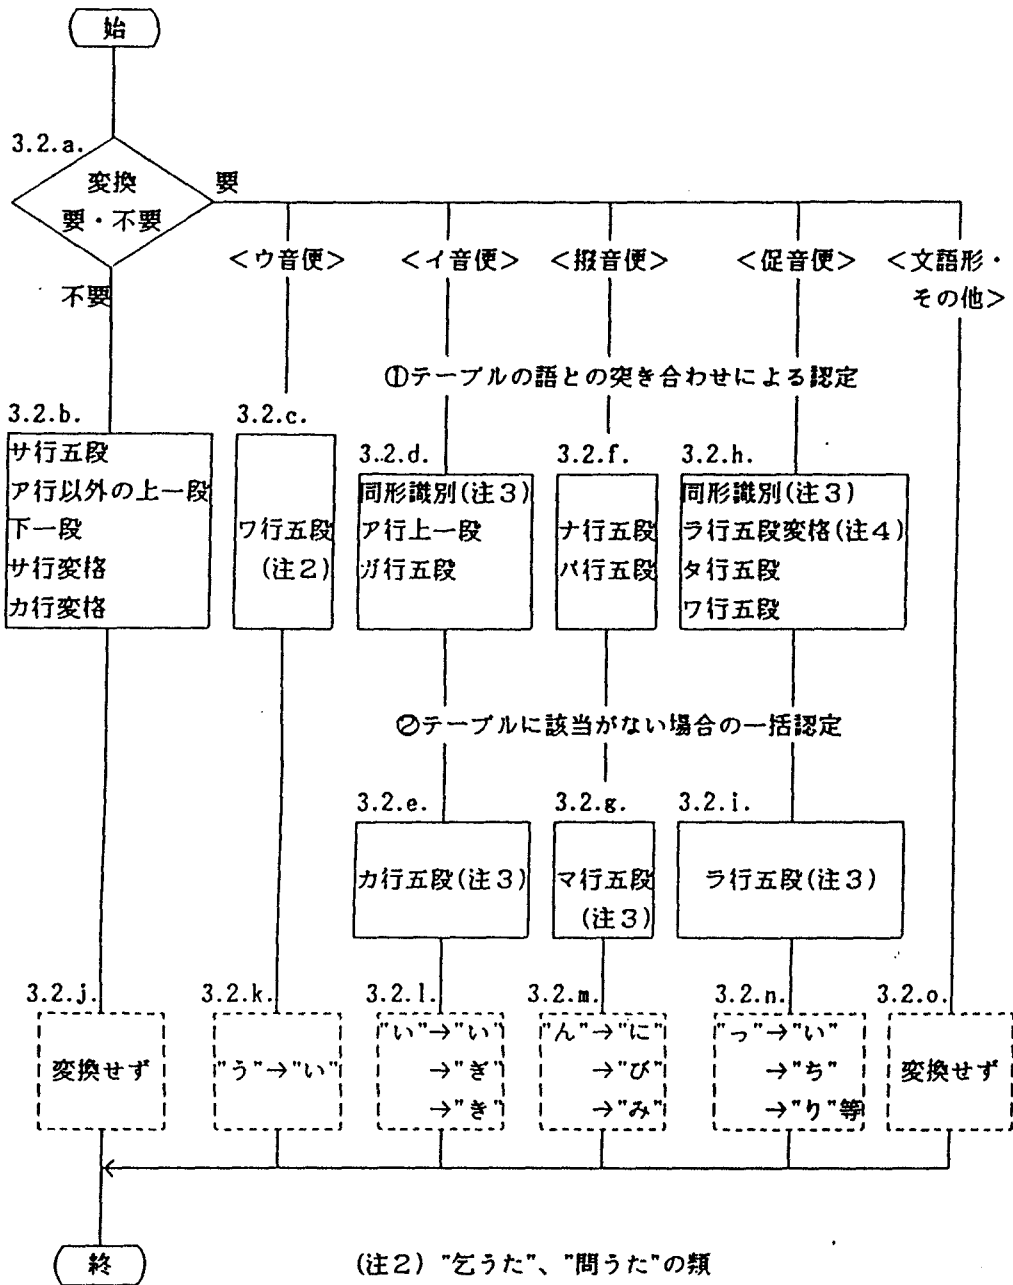 始
3.2.a.
変換
要・不要
要
不要
<ウ音便>
<イ音便>
<撥音便>
<促音便>
<文語形・
その他>
①テーブルの語との突き合わせによる認定
3.2.b.
サ行五段
ア行以外の上一段
下一段
サ行変格
カ行変格
3.2.c.
ワ行五段
(注2)
3.2.d.
同形識別(注3)
ア行上一段
ガ行五段
3.2.f.
ナ行五段
バ行五段
3.2.h.
同形識別(注3)
ラ行五段変格(注4)
タ行五段
ワ行五段
②テーブルに該当がない場合の一括認定
3.2.e.
カ行五段(注3)
3.2.g.
マ行五段
(注3)
3.2.i.
ラ行五段(注3)
3.2.j.
変換せず
3.2.k.
"う"→"い"
3.2.l.
"い"→"い"
→"ぎ"
→"き"
3.2.m.
"ん"→"に"
→"び"
→"み"
3.2.n.
"っ"→"い"
→"ち"
→"り"等
3.2.o.
変換せず
終
(注2) "乞うた"、"問うた"の類